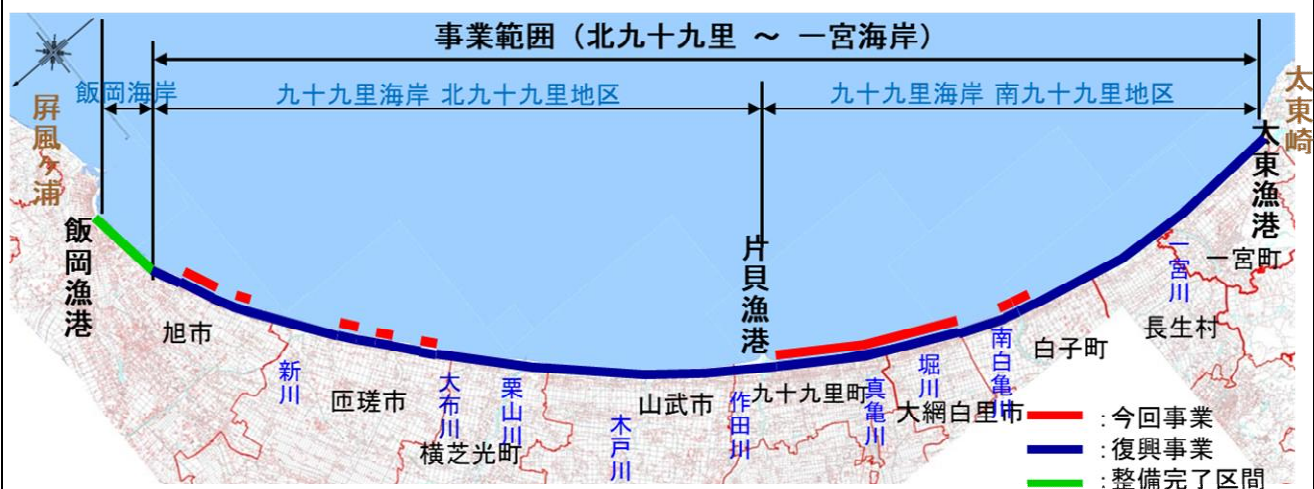 事業範囲（北九十九里 ～ 一宮海岸）
飯岡海岸
九十九里海岸 北九十九里地区
九十九里海岸 南九十九里地区
屏風ヶ浦
太東崎
飯岡漁港
片貝漁港
太東漁港
旭市
新川
匝瑳市
大布川
横芝光町
栗山川
木戸川
山武市
作田川
九十九里町
真亀川
堀川
大網白里市
南白亀川
白子町
長生村
一宮川
一宮町
：今回事業
：復興事業
：整備完了区間